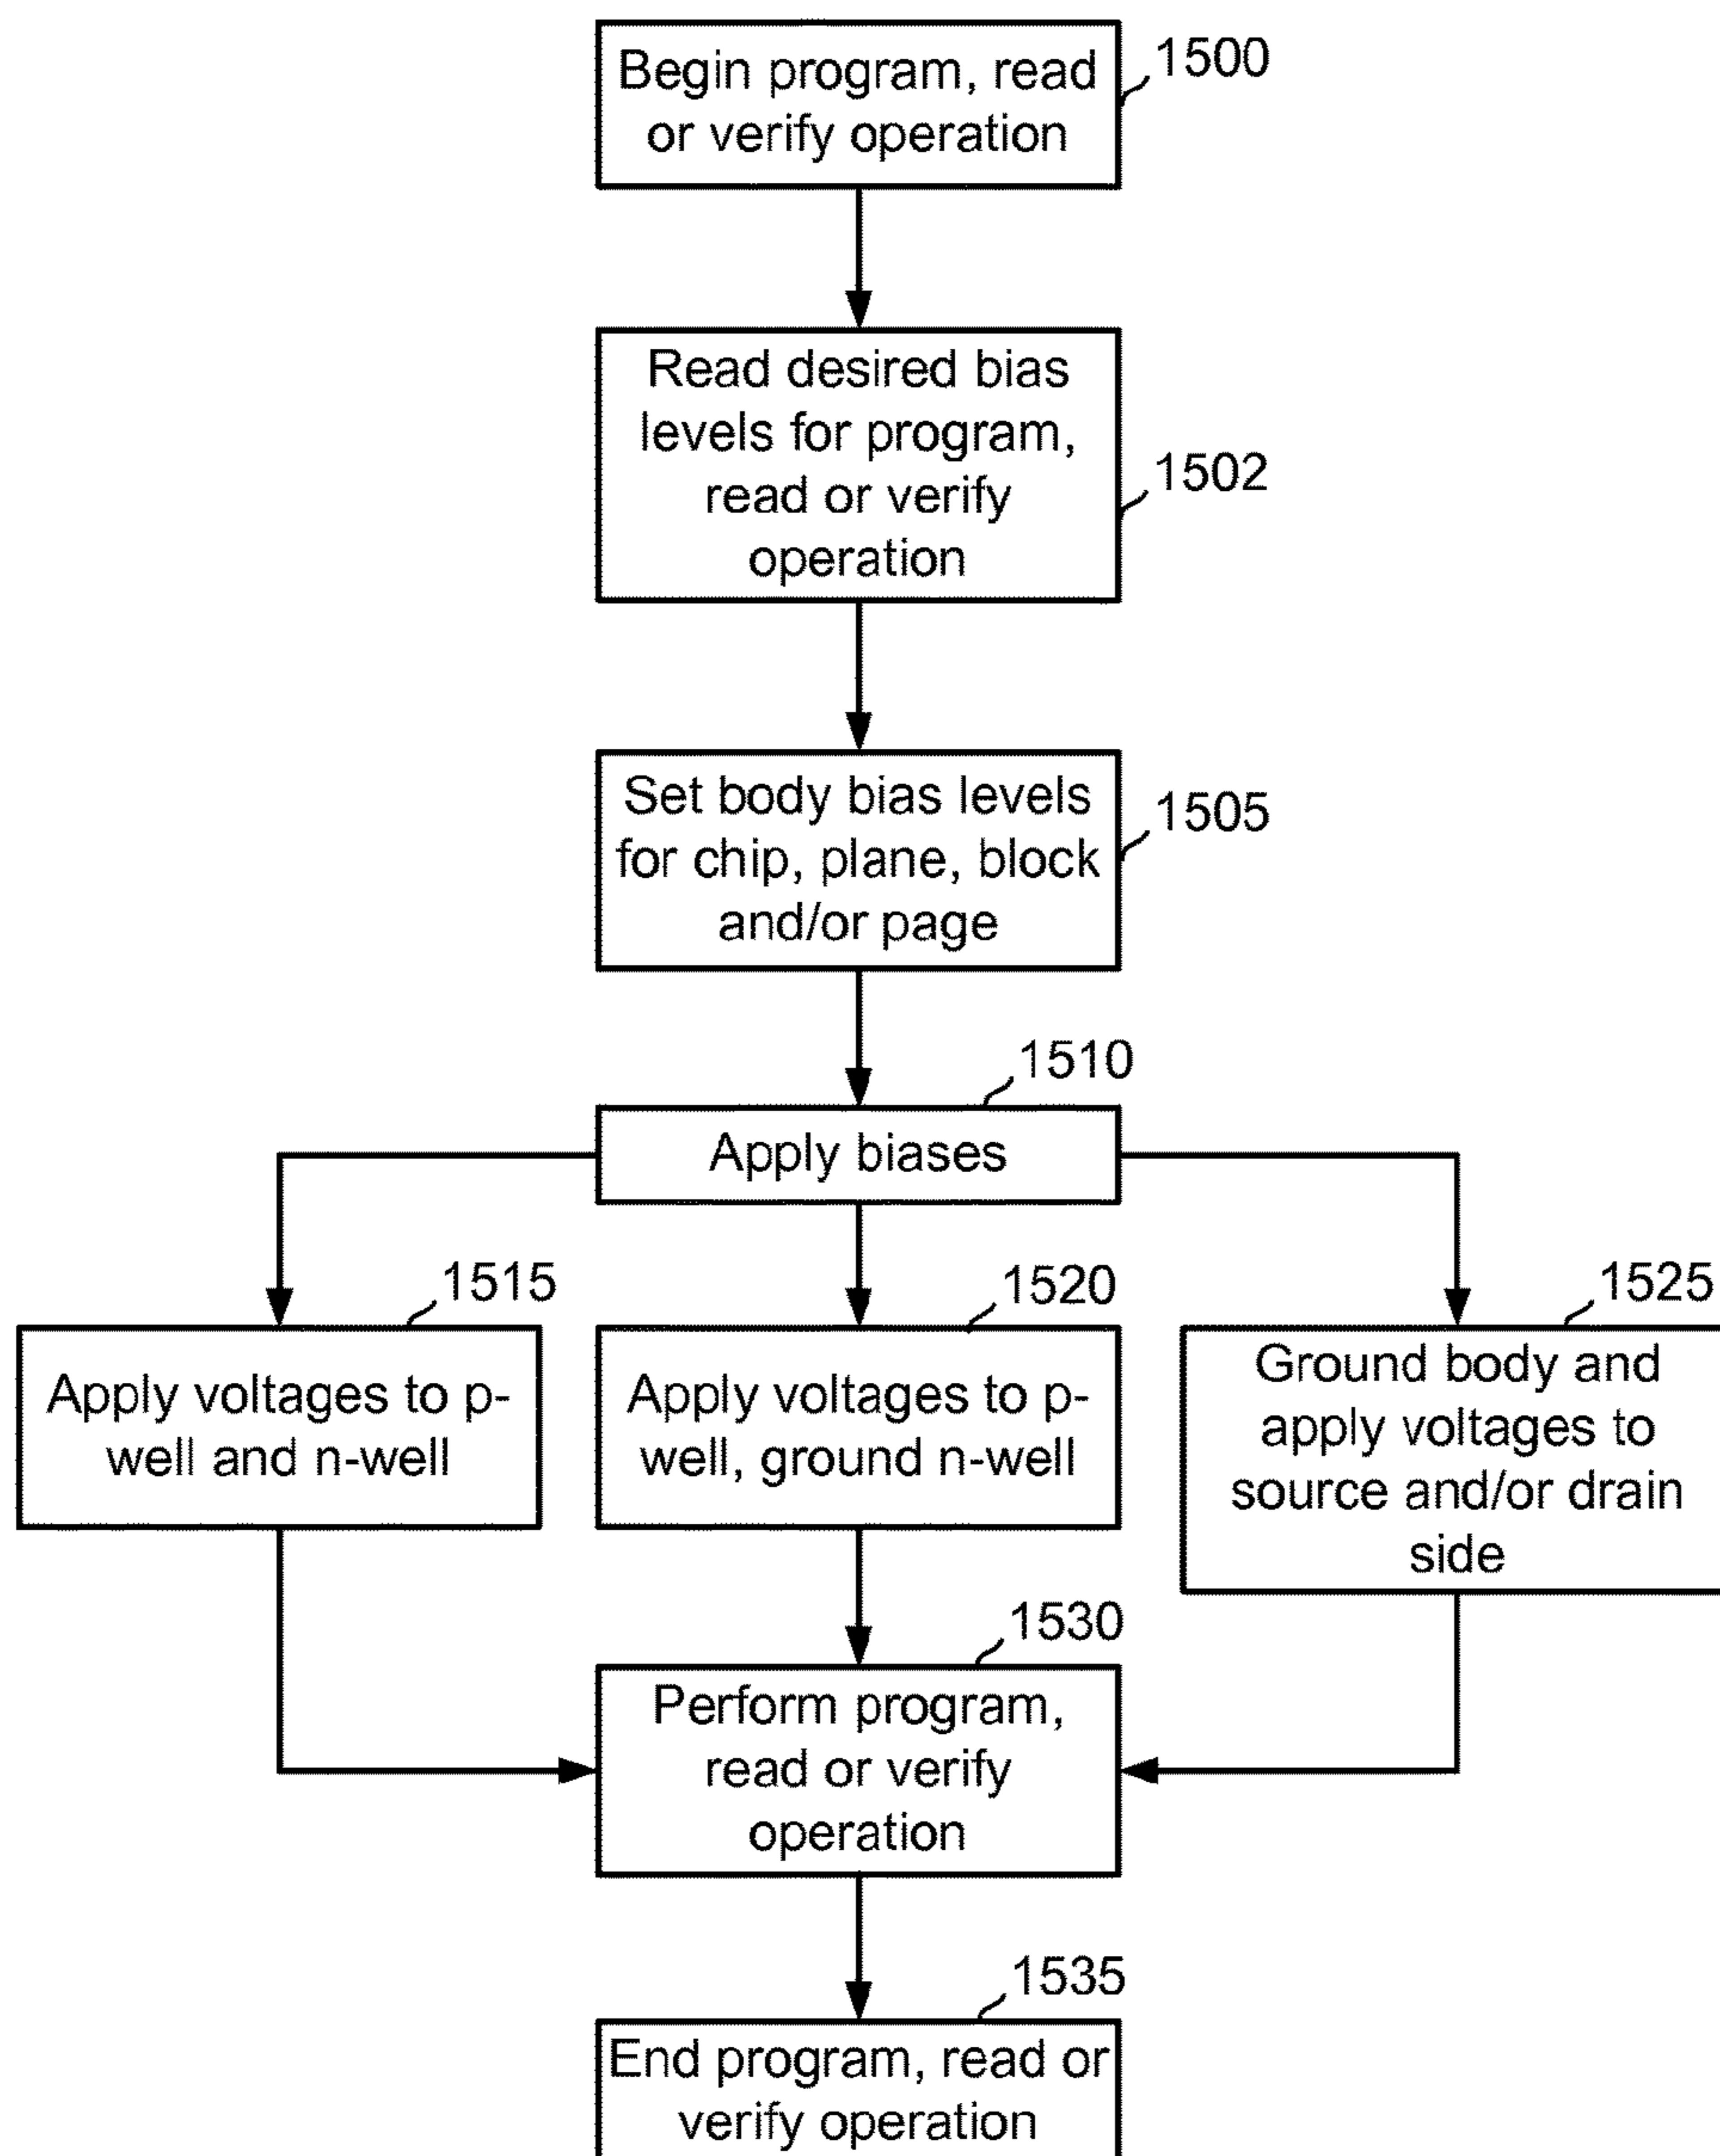 Begin program, read
or verify operation
1500
Read desired bias
levels for program,
read or verify
operation
1502
Set body bias levels
for chip, plane, block
and/or page
1505
1510
Apply biases
1515
Apply voltages to p-
well and n-well
1520
Apply voltages to p-
well, ground n-well
1525
Ground body and
apply voltages to
source and/or drain
side
1530
Perform program,
read or verify
operation
1535
End program, read or
verify operation